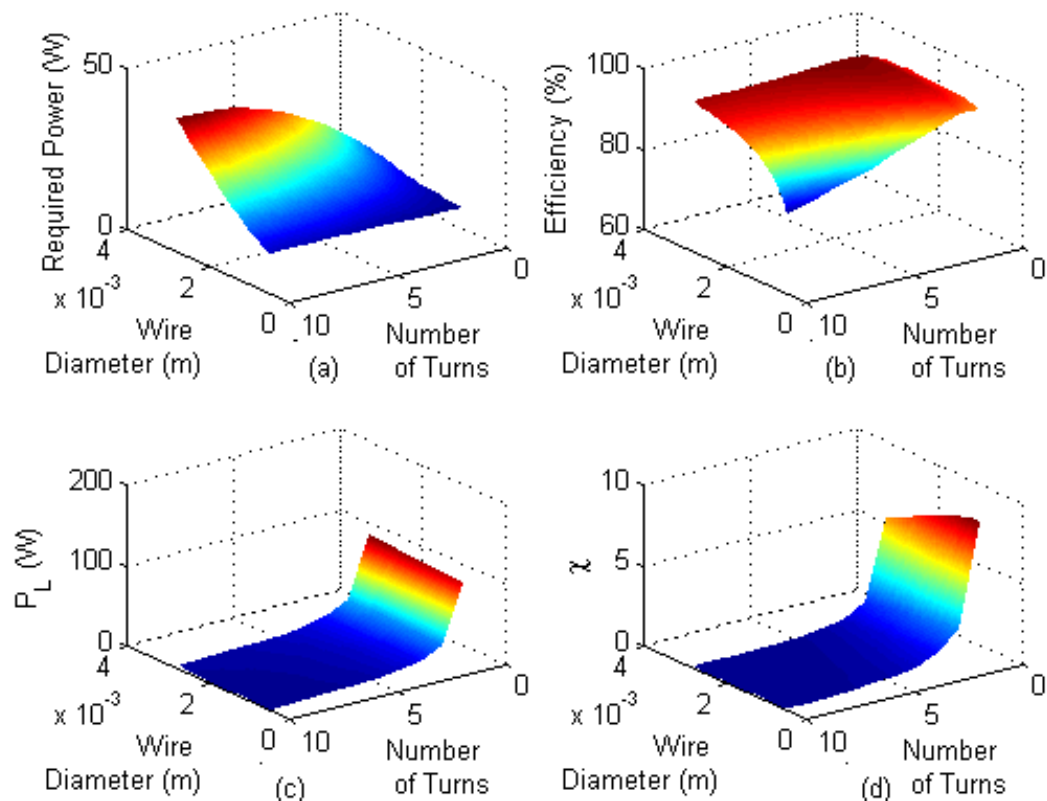 50
Required Power (W)
0
4
x 10^-3
2
0
10
5
0
Wire
Diameter (m)
Number
of Turns
(a)
100
Efficiency (%)
80
60
4
x 10^-3
2
0
10
5
0
Wire
Diameter (m)
Number
of Turns
(b)
200
P_L (W)
100
0
4
x 10^-3
2
0
10
5
0
Wire
Diameter (m)
Number
of Turns
(c)
10
χ
5
0
4
x 10^-3
2
0
10
5
0
Wire
Diameter (m)
Number
of Turns
(d)